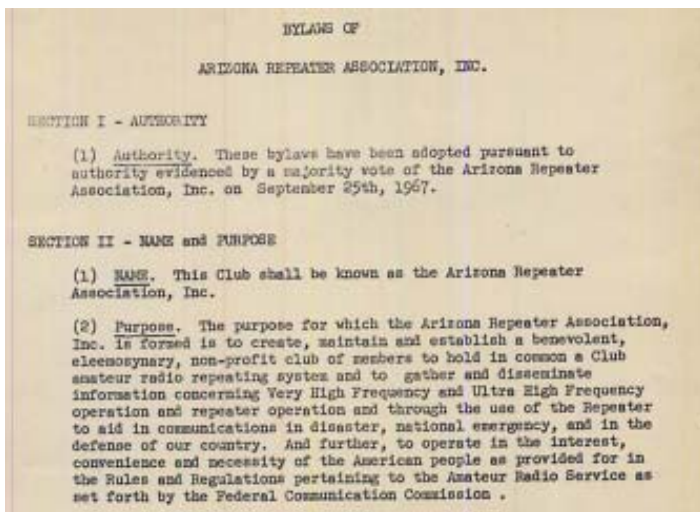 BYLAWS OF
ARIZONA REPEATER ASSOCIATION, INC.
SECTION I - AUTHORITY
(1) Authority. These bylaws have been adopted pursuant to
authority evidenced by a majority vote of the Arizona Repeater
Association, Inc. on September 25th, 1967.
SECTION II - NAME and PURPOSE
(1) NAME. This Club shall be known as the Arizona Repeater
Association, Inc.
(2) Purpose. The purpose for which the Arizona Repeater Association,
Inc. is formed is to create, maintain and establish a benevolent,
eleemosynary, non-profit club of members to hold in common a Club
amateur radio repeating system and to gather and disseminate
information concerning Very High Frequency and Ultra High Frequency
operation and repeater operation and through the use of the Repeater
to aid in communications in disaster, national emergency, and in the
defense of our country. And further, to operate in the interest,
convenience and necessity of the American people as provided for in
the Rules and Regulations pertaining to the Amateur Radio Service as
set forth by the Federal Communication Commission .